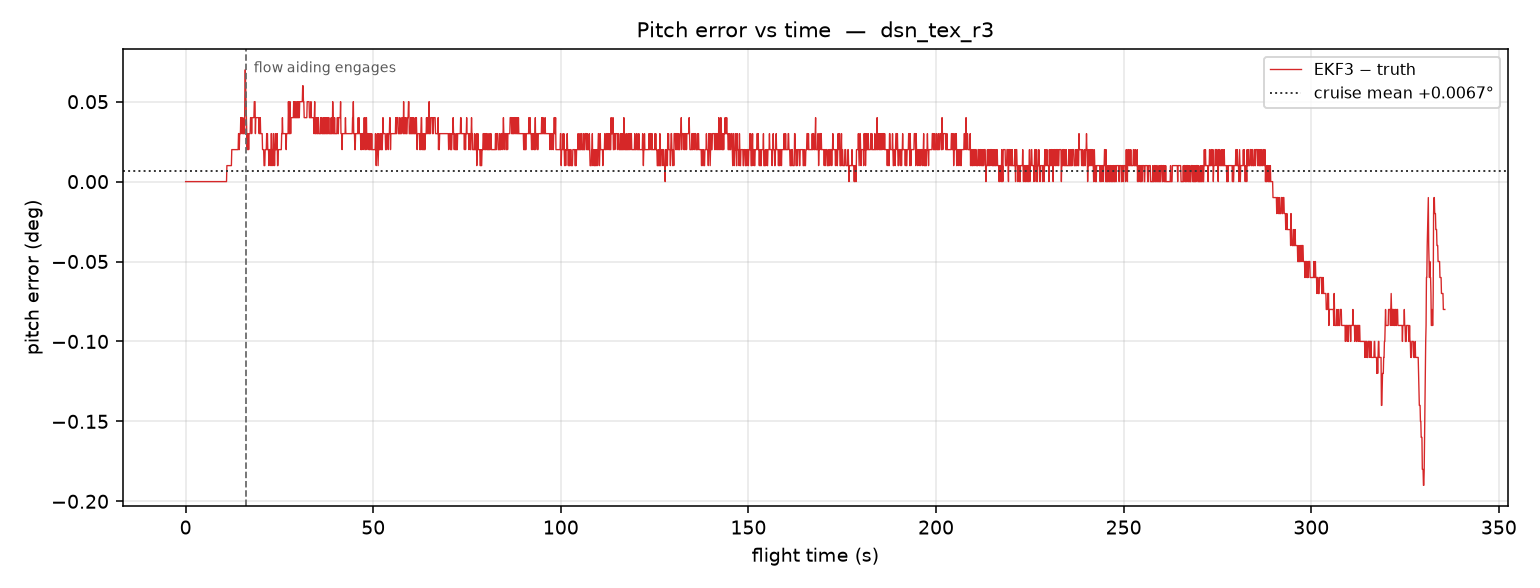 Pitch error vs time — dsn_tex_r3
flow aiding engages
EKF3 − truth
cruise mean +0.0067°
pitch error (deg)
0.05
0.00
−0.05
−0.10
−0.15
−0.20
0 50 100 150 200 250 300 350
flight time (s)